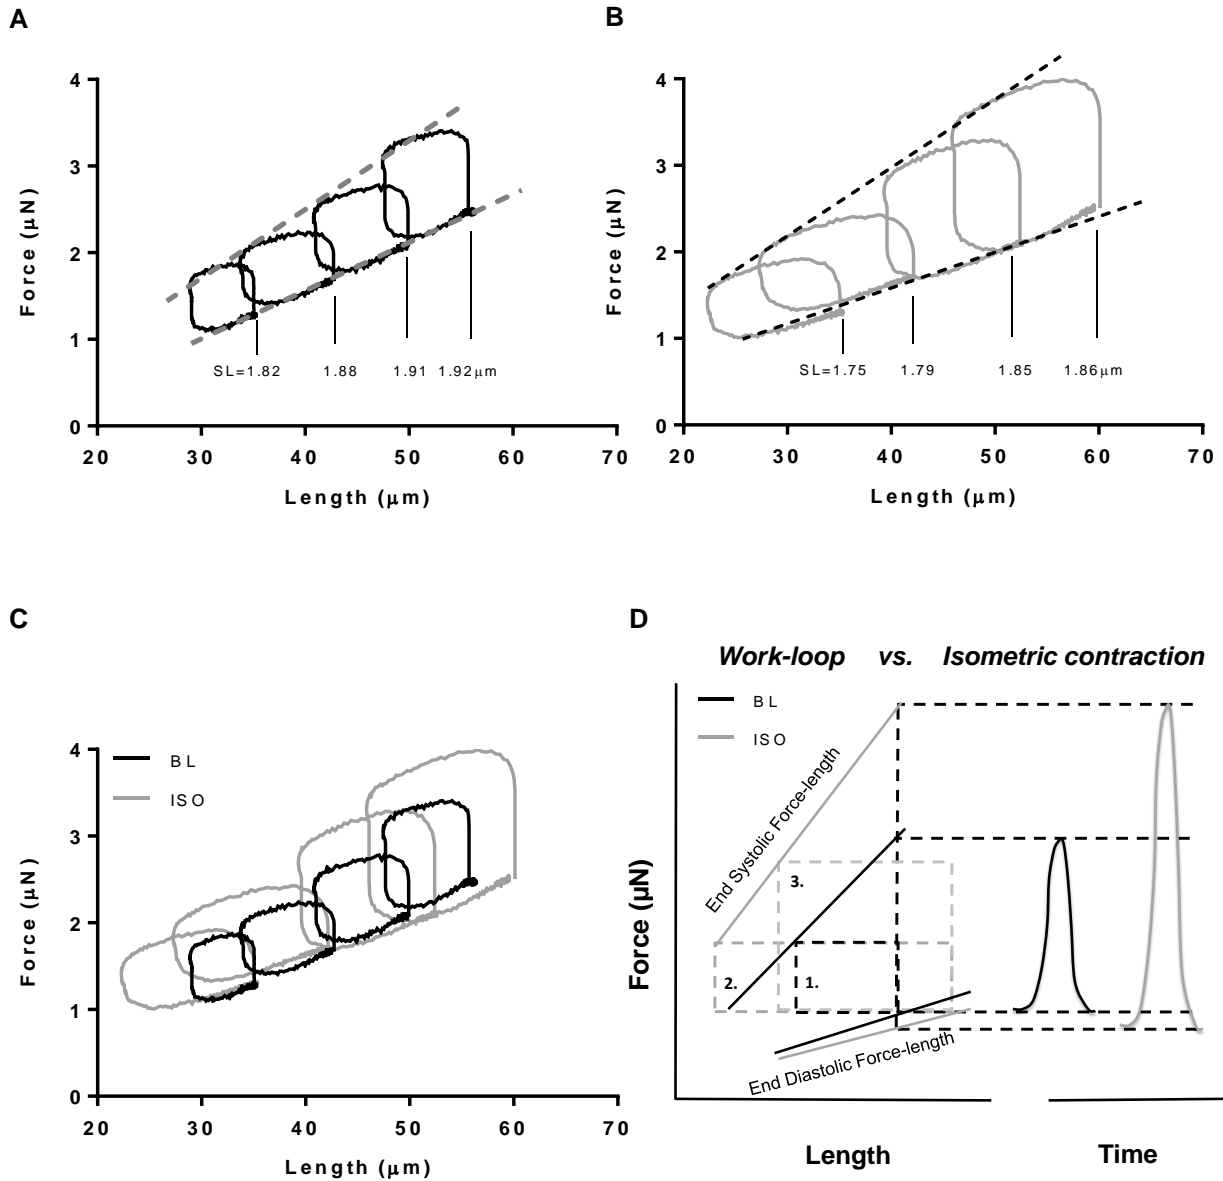 A
4
3
2
1
0
Force (µN)
SL=1.82 1.88 1.91 1.92µm
20 30 40 50 60 70
Length (µm)
B
4
3
2
1
0
Force (µN)
SL=1.75 1.79 1.85 1.86µm
20 30 40 50 60 70
Length (µm)
C
BL
ISO
4
3
2
1
0
Force (µN)
20 30 40 50 60 70
Length (µm)
D
Work-loop vs. Isometric contraction
BL
ISO
End Systolic Force-length
3.
2.
1.
End Diastolic Force-length
Force (µN)
Length
Time